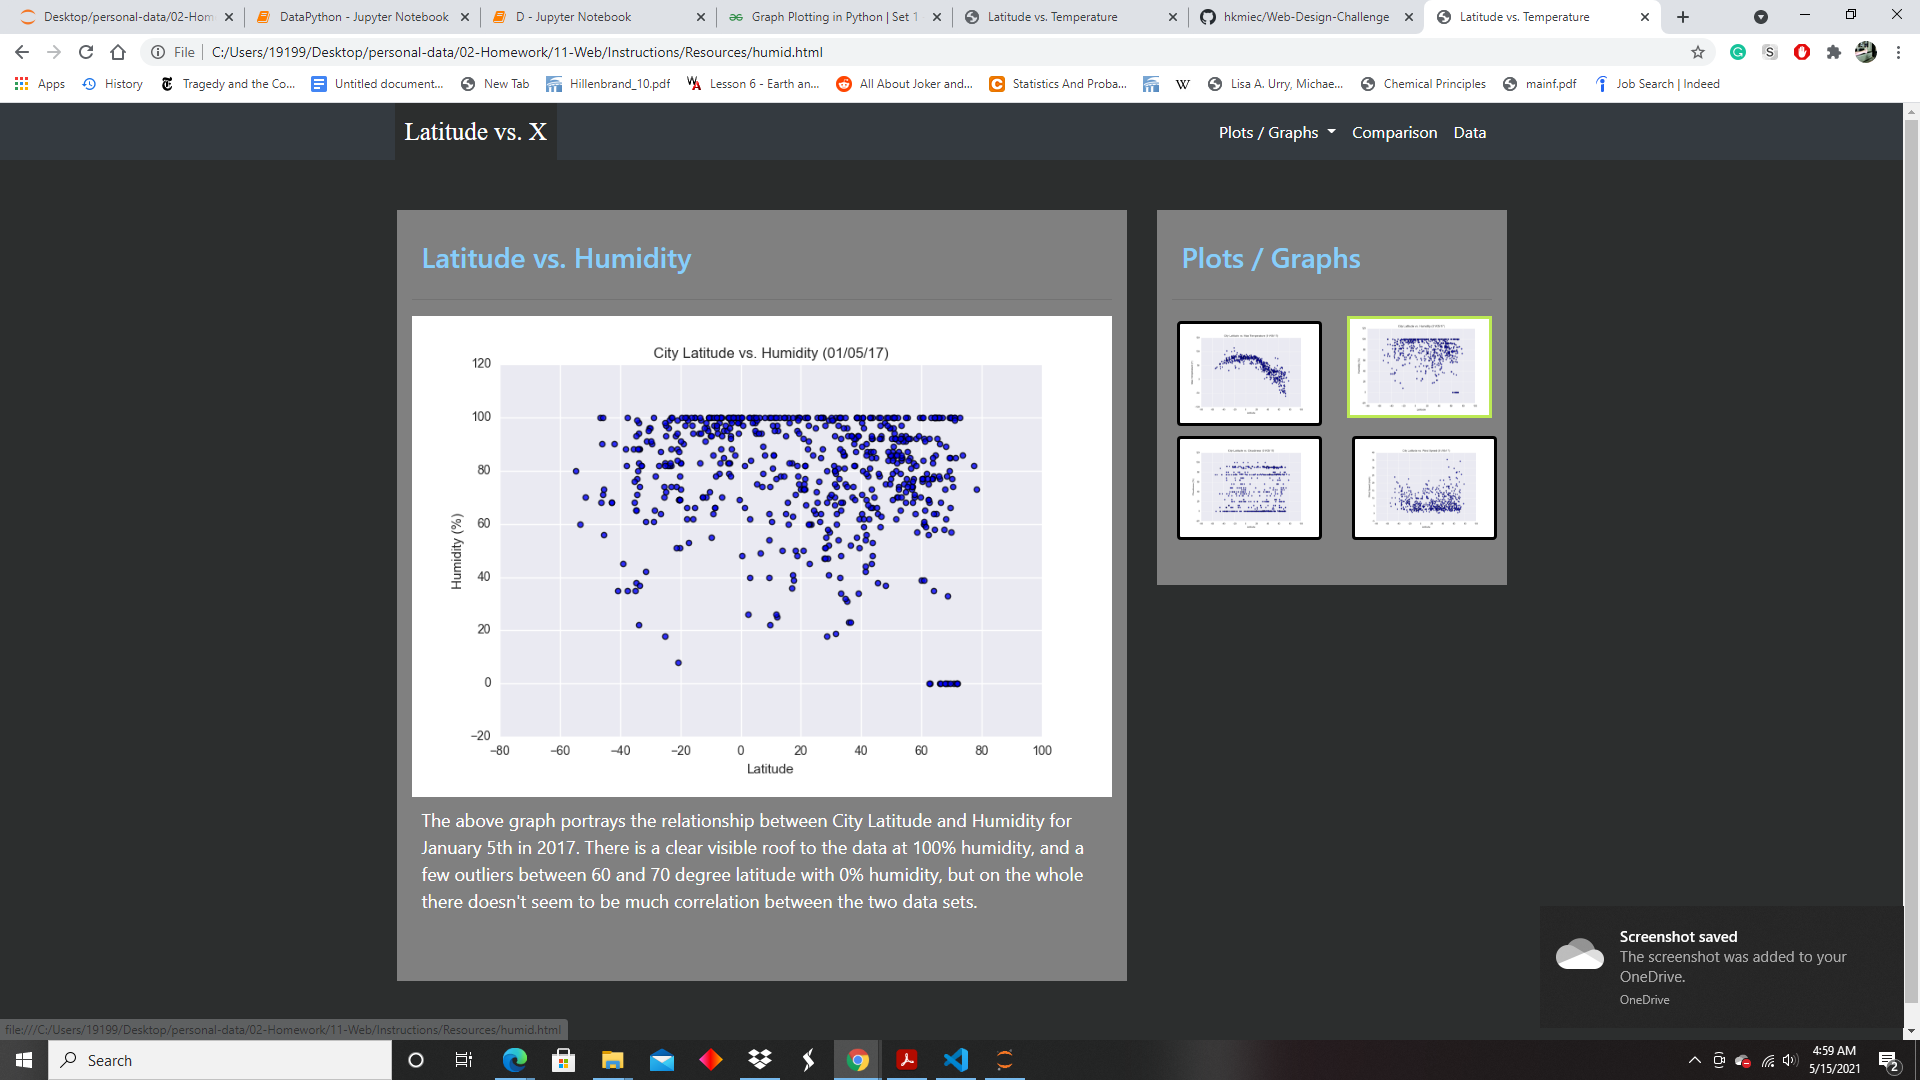 Desktop/personal-data/02-Hom
DataPython - Jupyter Notebook
D - Jupyter Notebook
Graph Plotting in Python | Set 1
Latitude vs. Temperature
hkmiec/Web-Design-Challenge
Latitude vs. Temperature
File
C:/Users/19199/Desktop/personal-data/02-Homework/11-Web/Instructions/Resources/humid.html
Apps
History
Tragedy and the Co...
Untitled document...
New Tab
Hillenbrand_10.pdf
Lesson 6 - Earth an...
All About Joker and...
Statistics And Proba...
W
Lisa A. Urry, Michae...
Chemical Principles
mainf.pdf
Job Search | Indeed
Latitude vs. X
Plots / Graphs
Comparison
Data
Latitude vs. Humidity
City Latitude vs. Humidity (01/05/17)
120
100
80
60
40
20
0
−20
Humidity (%)
−80 −60 −40 −20 0 20 40 60 80 100
Latitude
The above graph portrays the relationship between City Latitude and Humidity for
January 5th in 2017. There is a clear visible roof to the data at 100% humidity, and a
few outliers between 60 and 70 degree latitude with 0% humidity, but on the whole
there doesn't seem to be much correlation between the two data sets.
Plots / Graphs
Screenshot saved
The screenshot was added to your
OneDrive.
OneDrive
file:///C:/Users/19199/Desktop/personal-data/02-Homework/11-Web/Instructions/Resources/humid.html
Search
4:59 AM
5/15/2021
2